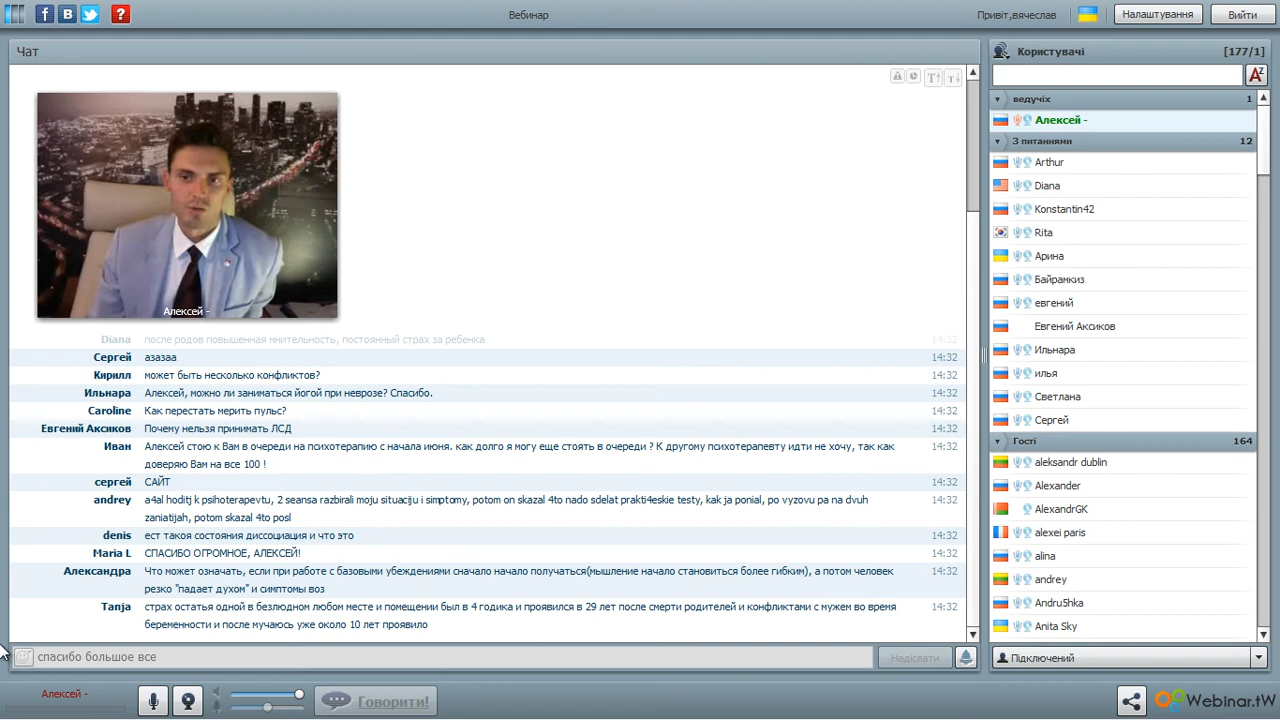 Вебинар
Привіт,вячеслав
Налаштування
Вийти
Чат
Алексей -
Diana после родов повышенная мнительность, постоянный страх за ребенка 14:32
Сергей азазаа 14:32
Кирилл может быть несколько конфликтов? 14:32
Ильнара Алексей, можно ли заниматься йогой при неврозе? Спасибо. 14:32
Caroline Как перестать мерить пульс? 14:32
Евгений Аксиков Почему нельзя принимать ЛСД 14:32
Иван Алексей стою к Вам в очереди на психотерапию с начала июня. как долго я могу еще стоять в очереди ? К другому психотерапевту идти не хочу, так как 14:32
доверяю Вам на все 100 !
сергей САЙТ 14:32
andrey a4al hoditj k psihoterapevtu, 2 seansa razbirali moju situaciju i simptomy, potom on skazal 4to nado sdelat prakti4eskie testy, kak ja ponial, po vyzovu pa na dvuh 14:32
zaniatijah, potom skazal 4to posl
denis ест такоя состояния диссоциация и что это 14:32
Maria L СПАСИБО ОГРОМНОЕ, АЛЕКСЕЙ! 14:32
Александра Что может означать, если при работе с базовыми убеждениями сначало начало получаться(мышление начало становиться более гибким), а потом человек 14:32
резко "падает духом" и симптомы воз
Tanja страх остатья одной в безлюдном любом месте и помещении был в 4 годика и проявился в 29 лет после смерти родителей и конфликтами с мужем во время 14:32
беременности и после мучаюсь уже около 10 лет проявило
спасибо большое все
Надіслати
Алексей -
Говорити!
Користувачі [177/1]
ведучіх 1
Алексей -
З питаннями 12
Arthur
Diana
Konstantin42
Rita
Арина
Байрамкиз
евгений
Евгений Аксиков
Ильнара
илья
Светлана
Сергей
Гості 164
aleksandr dublin
Alexander
AlexandrGK
alexei paris
alina
andrey
Andru5hka
Anita Sky
Підключений
Webinar.tw